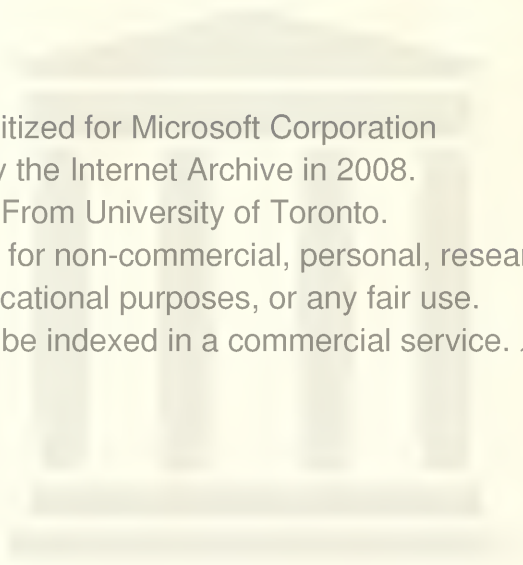 itized for Microsoft Corporation
y the Internet Archive in 2008.
From University of Toronto.
for non-commercial, personal, resear
cational purposes, or any fair use.
be indexed in a commercial service.